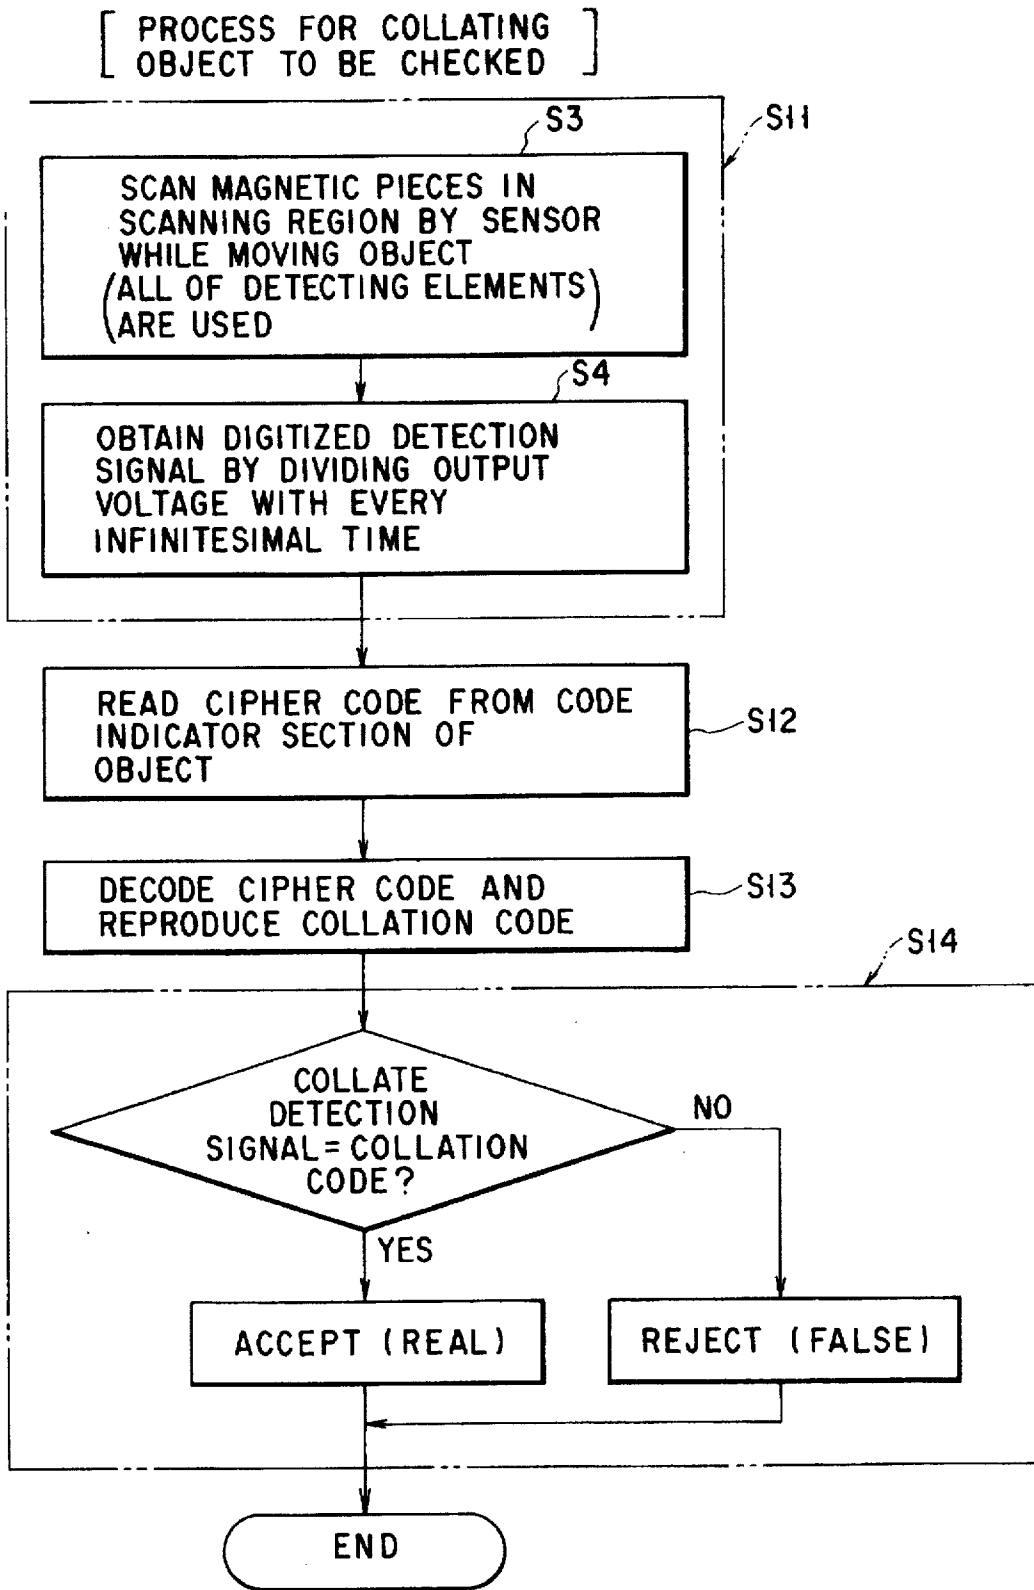 [ PROCESS FOR COLLATING
OBJECT TO BE CHECKED ]
S11
S3
SCAN MAGNETIC PIECES IN
SCANNING REGION BY SENSOR
WHILE MOVING OBJECT
(ALL OF DETECTING ELEMENTS
ARE USED)
S4
OBTAIN DIGITIZED DETECTION
SIGNAL BY DIVIDING OUTPUT
VOLTAGE WITH EVERY
INFINITESIMAL TIME
READ CIPHER CODE FROM CODE
INDICATOR SECTION OF
OBJECT
S12
DECODE CIPHER CODE AND
REPRODUCE COLLATION CODE
S13
S14
COLLATE
DETECTION
SIGNAL=COLLATION
CODE?
NO
YES
ACCEPT (REAL)
REJECT (FALSE)
END